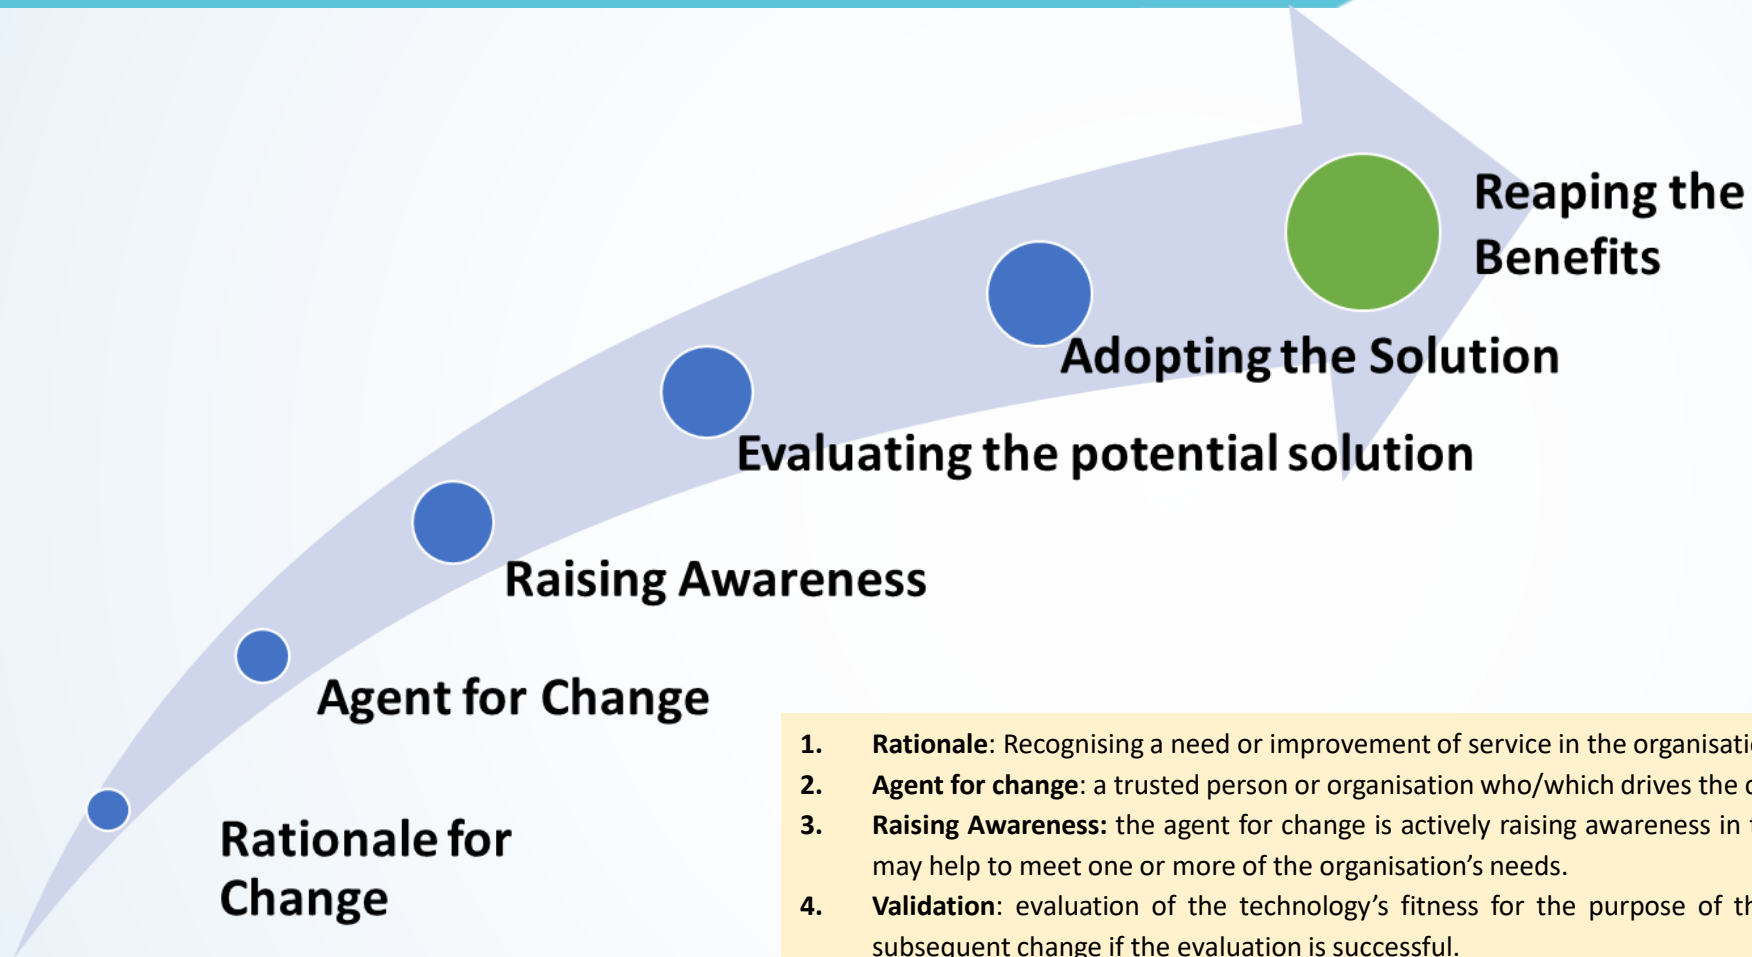 Reaping the
Benefits
Adopting the Solution
Evaluating the potential solution
Raising Awareness
Agent for Change
Rationale for
Change
1. Rationale: Recognising a need or improvement of service in the
2. Agent for change: a trusted person or organisation who/which drives the
3. Raising Awareness: the agent for change is actively raising awareness in
may help to meet one or more of the organisation’s needs.
4. Validation: evaluation of the technology’s fitness for the purpose of
subsequent change if the evaluation is successful.